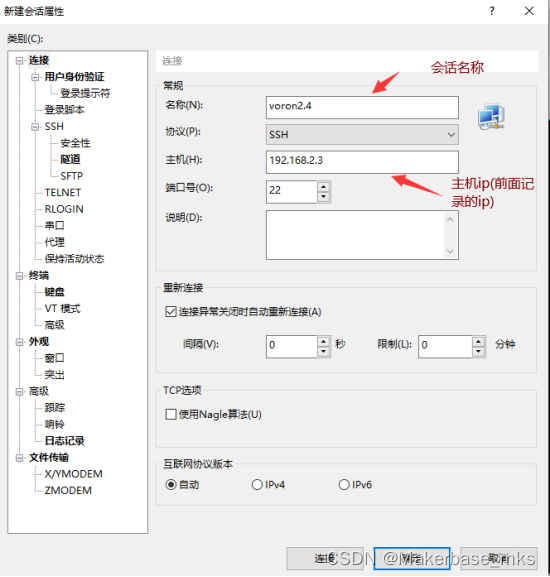 新建会话属性
?
类别(C):
连接
用户身份验证
登录提示符
登录脚本
SSH
安全性
隧道
SFTP
TELNET
RLOGIN
串口
代理
保持活动状态
终端
键盘
VT 模式
高级
外观
窗口
突出
高级
跟踪
响铃
日志记录
文件传输
X/YMODEM
ZMODEM
连接
会话名称
常规
名称(N): voron2.4
协议(P): SSH
主机(H): 192.168.2.3
主机ip(前面记
录的ip)
端口号(O): 22
说明(D):
重新连接
连接异常关闭时自动重新连接(A)
间隔(V): 0 秒 限制(L): 0 分钟
TCP选项
使用Nagle算法(U)
互联网协议版本
自动 IPv4 IPv6
连接 确定 取消
CSDN @Makerbase_mks